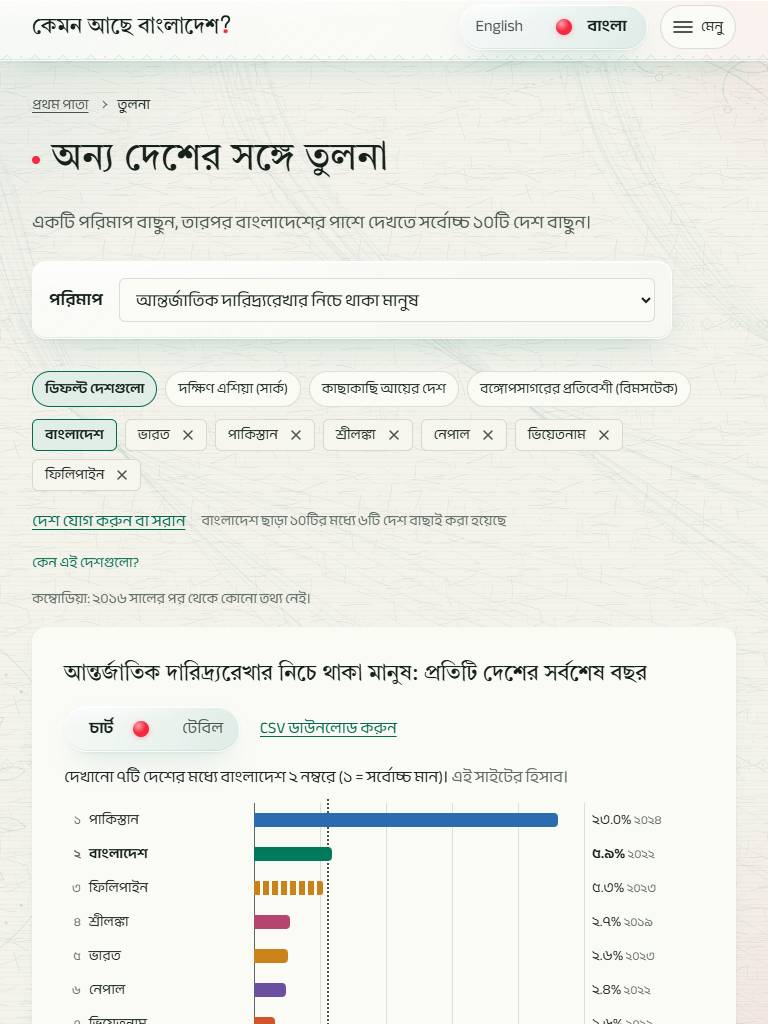 কেমন আছে বাংলাদেশ?
English বাংলা মেনু
প্রথম পাতা > তুলনা
অন্য দেশের সঙ্গে তুলনা
একটি পরিমাপ বাছুন, তারপর বাংলাদেশের পাশে দেখতে সর্বোচ্চ ১০টি দেশ বাছুন।
পরিমাপ আন্তর্জাতিক দারিদ্র্যরেখার নিচে থাকা মানুষ
ডিফল্ট দেশগুলো দক্ষিণ এশিয়া (সার্ক) কাছাকাছি আয়ের দেশ বঙ্গোপসাগরের প্রতিবেশী (বিমসটেক)
বাংলাদেশ ভারত × পাকিস্তান × শ্রীলঙ্কা × নেপাল × ভিয়েতনাম ×
ফিলিপাইন ×
দেশ যোগ করুন বা সরান বাংলাদেশ ছাড়া ১০টির মধ্যে ৬টি দেশ বাছাই করা হয়েছে
কেন এই দেশগুলো?
কম্বোডিয়া: ২০১৬ সালের পর থেকে কোনো তথ্য নেই।
আন্তর্জাতিক দারিদ্র্যরেখার নিচে থাকা মানুষ: প্রতিটি দেশের সর্বশেষ বছর
চার্ট টেবিল CSV ডাউনলোড করুন
দেখানো ৭টি দেশের মধ্যে বাংলাদেশ ২ নম্বরে (১ = সর্বোচ্চ মান)। এই সাইটের হিসাব।
১ পাকিস্তান ২৩.০% ২০২৪
২ বাংলাদেশ ৫.৯% ২০২২
৩ ফিলিপাইন ৫.৩% ২০২৩
৪ শ্রীলঙ্কা ২.৭% ২০১৯
৫ ভারত ২.৬% ২০২৩
৬ নেপাল ২.৪% ২০২২
৭ ভিয়েতনাম ২০২২